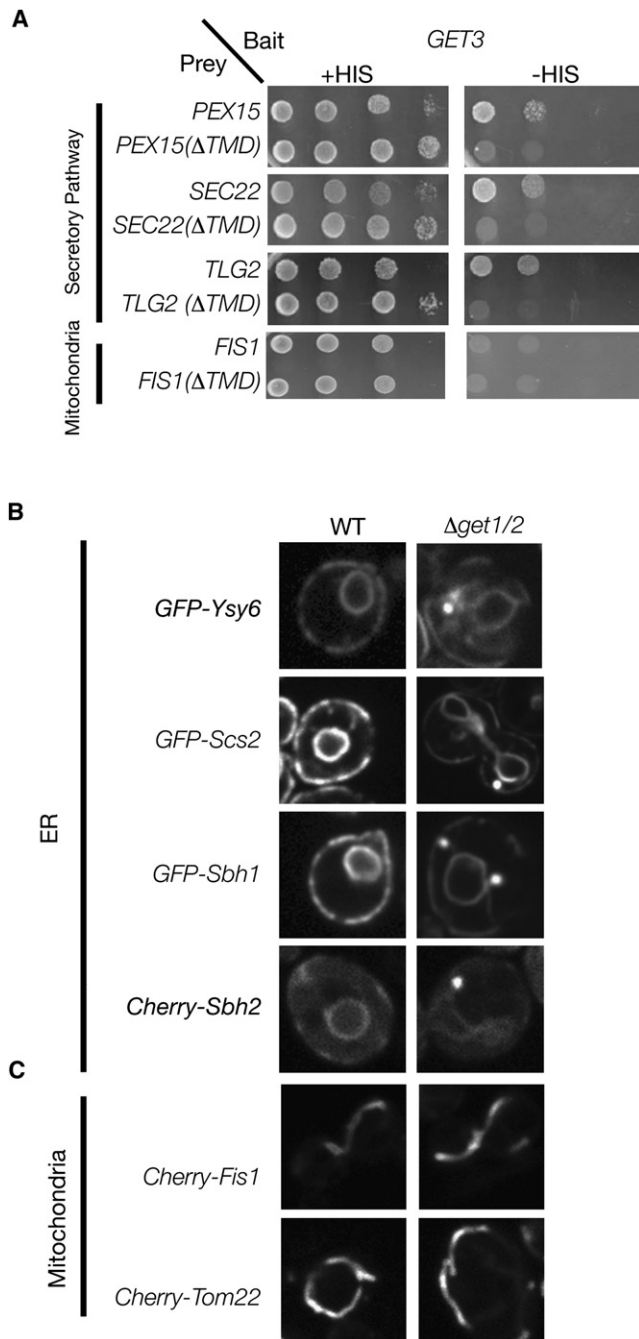 A
Bait
GET3
Prey
+HIS
-HIS
Secretory Pathway
PEX15
PEX15(ΔTMD)
SEC22
SEC22(ΔTMD)
TLG2
TLG2 (ΔTMD)
Mitochondria
FIS1
FIS1(ΔTMD)
B
WT
Δget1/2
ER
GFP-Ysy6
GFP-Scs2
GFP-Sbh1
Cherry-Sbh2
C
Mitochondria
Cherry-Fis1
Cherry-Tom22